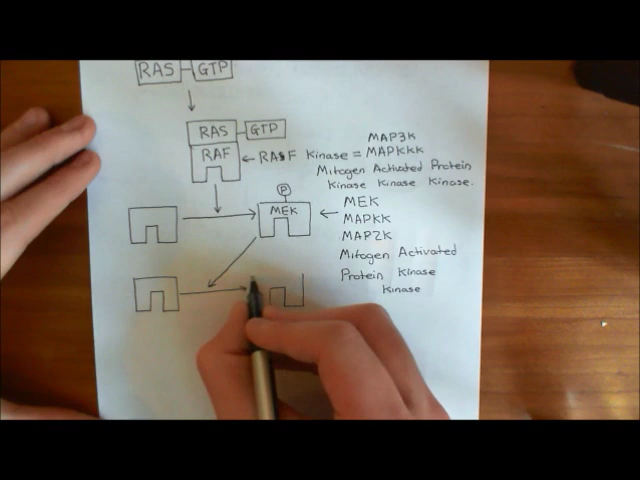 RAS GTP
RAS GTP
MAP3K
RAF RASF Kinase = MAPKKK
Mitogen Activated Protein
Kinase Kinase Kinase.
P
MEK MEK
MAPKK
MAP2K
Mitogen Activated
Protein Kinase
Kinase